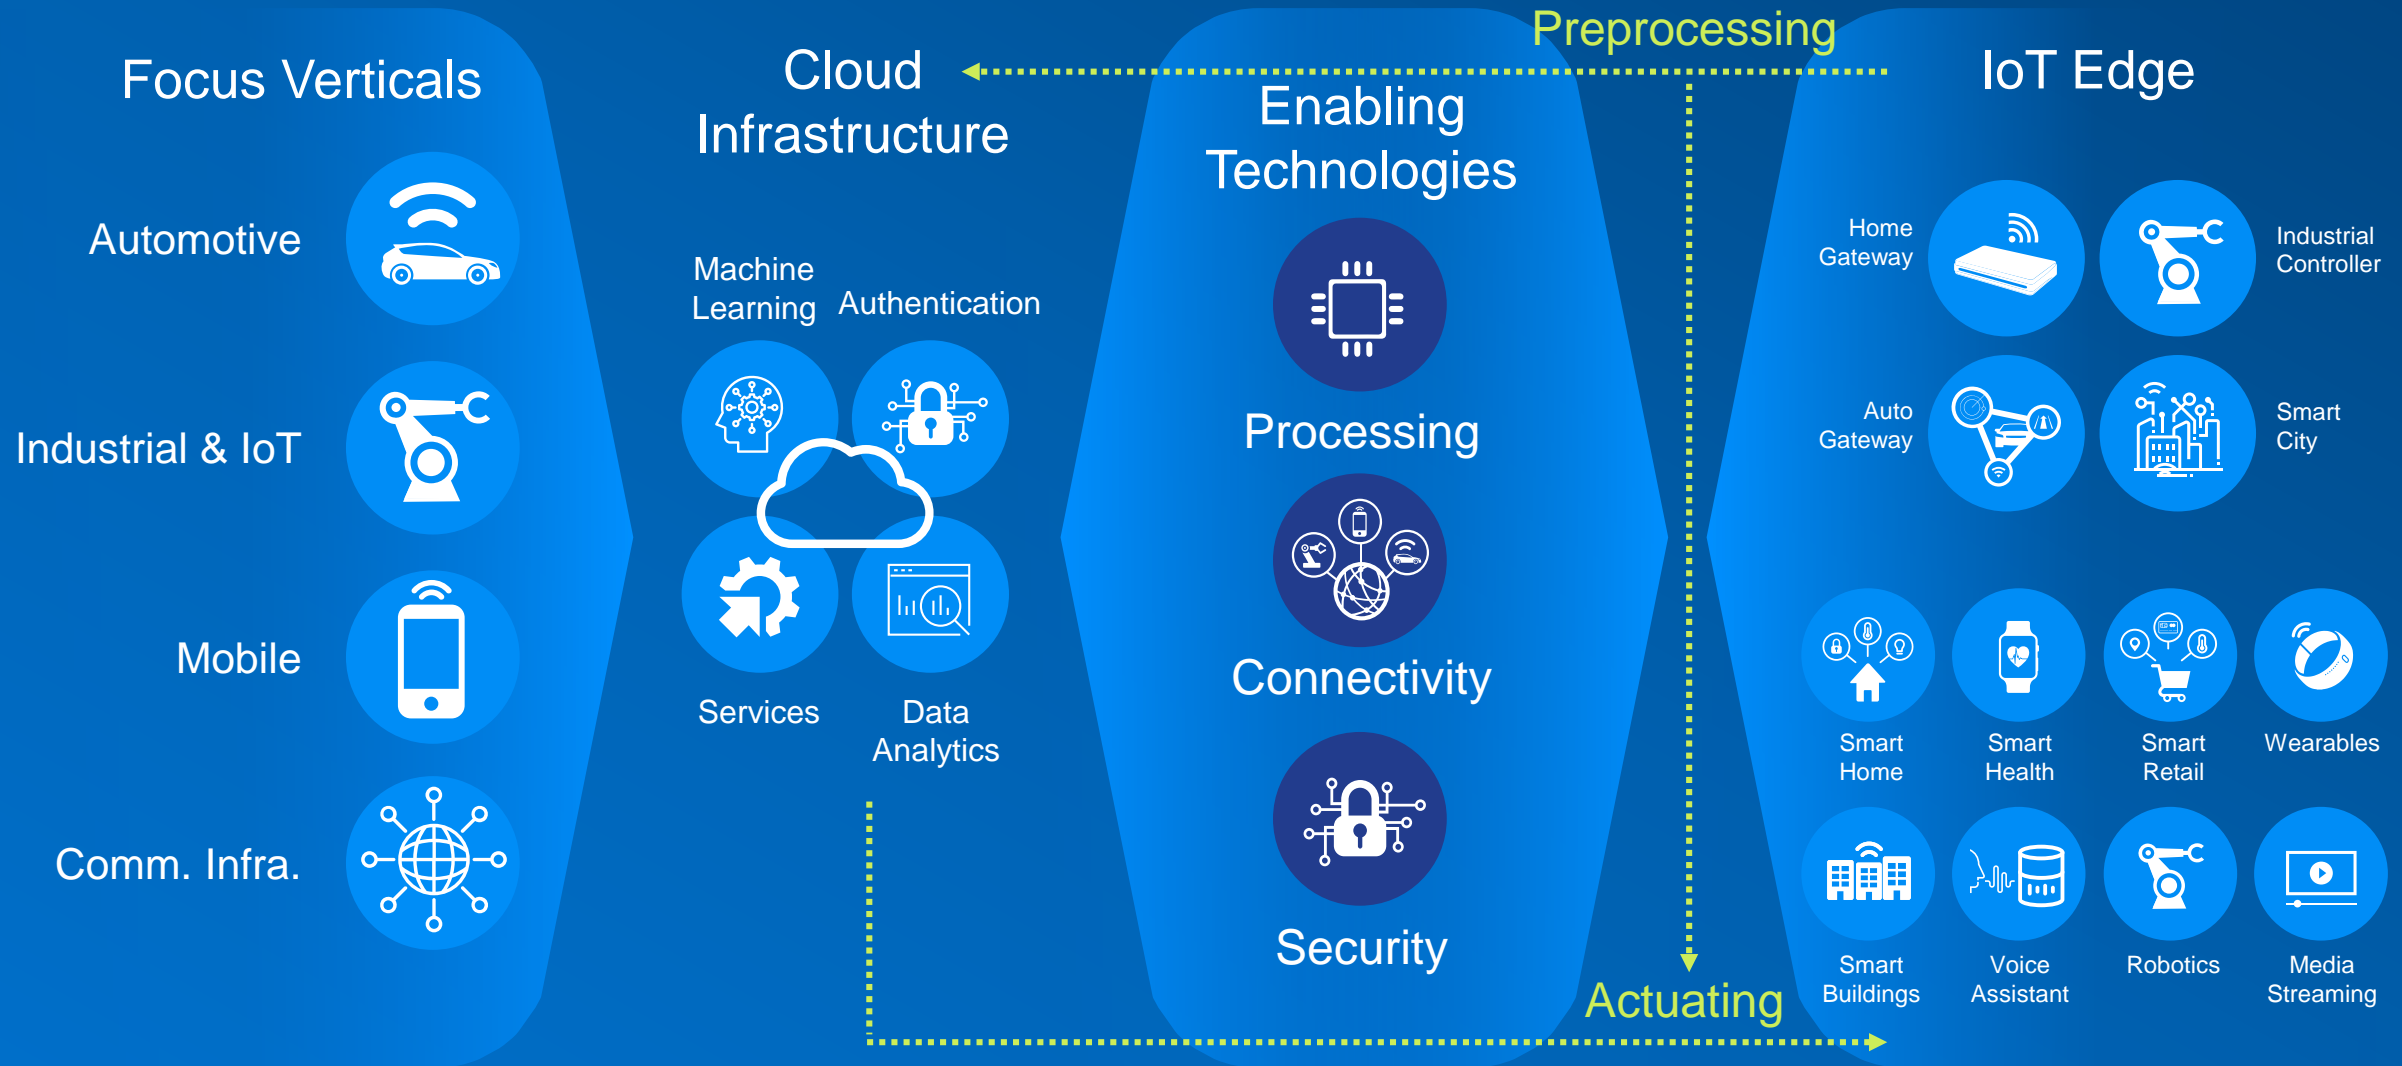 Focus Verticals
Automotive
Industrial & IoT
Mobile
Comm. Infra.
Cloud
Infrastructure
Machine
Learning
Authentication
Services
Data
Analytics
Preprocessing
Enabling
Technologies
Processing
Connectivity
Security
Actuating
IoT Edge
Home
Gateway
Industrial
Controller
Auto
Gateway
Smart
City
Smart
Home
Smart
Health
Smart
Retail
Wearables
Smart
Buildings
Voice
Assistant
Robotics
Media
Streaming